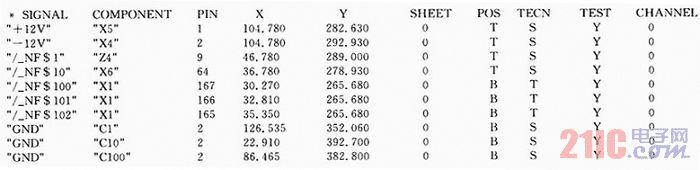 * SIGNAL COMPONENT PIN X Y SHEET POS TECN TEST CHANNEL
"+12V" "X5" 1 104.780 282.630 0 T S Y 0
"-12V" "X4" 2 104.780 292.930 0 T S Y 0
"/_NF$1" "Z4" 9 46.780 289.000 0 T S Y 0
"/_NF$10" "X6" 64 36.780 278.930 0 T S Y 0
"/_NF$100" "X1" 167 30.270 265.680 0 B T Y 0
"/_NF$101" "X1" 166 32.810 265.680 0 B T Y 0
"/_NF$102" "X1" 165 35.350 265.680 0 B T Y 0
"GND" "C1" 2 126.535 352.060 0 B S Y 0
"GND" "C10" 2 22.910 392.700 0 B S Y 0
"GND" "C100" 2 86.465 382.800 0 B S Y 0
21IC电子网
.com